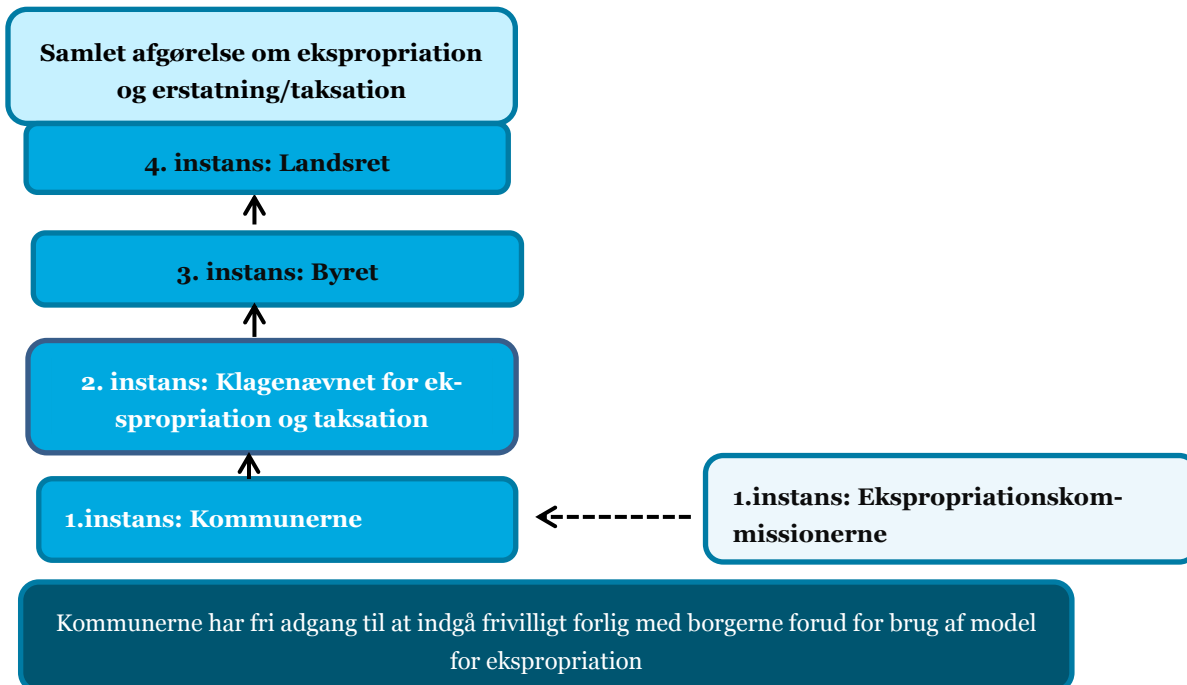 Samlet afgørelse om ekspropriation
og erstatning/taksation
4. instans: Landsret
3. instans: Byret
2. instans: Klagenævnet for ek-
spropriation og taksation
1.instans: Kommunerne
1.instans: Ekspropriationskom-
missionerne
Kommunerne har fri adgang til at indgå frivilligt forlig med borgerne forud for brug af model
for ekspropriation